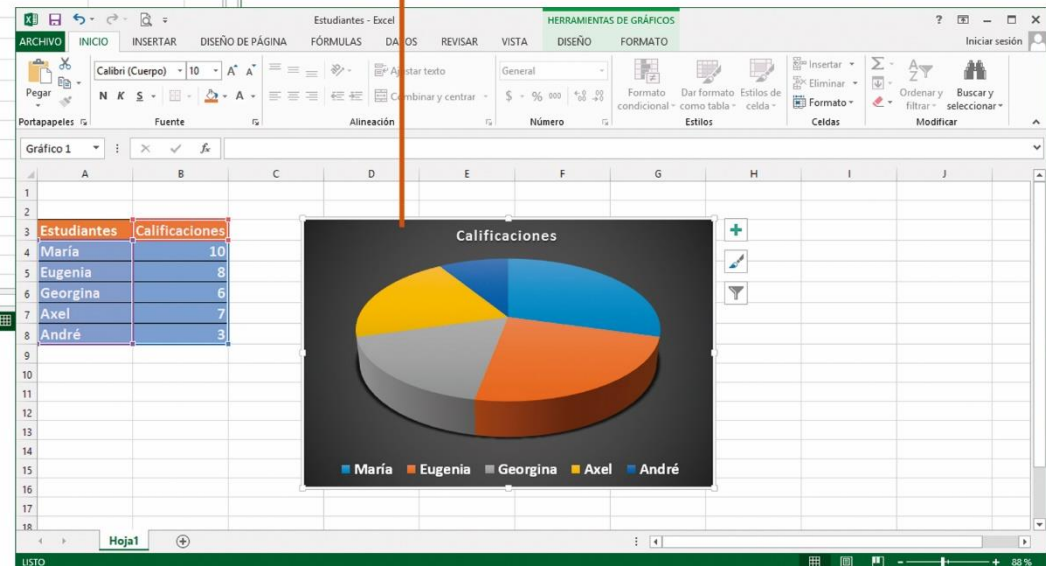 Estudiantes - Excel
HERRAMIENTAS DE GRÁFICOS
?
ARCHIVO INICIO INSERTAR DISEÑO DE PÁGINA FÓRMULAS DATOS REVISAR VISTA DISEÑO FORMATO Iniciar sesión
Pegar
Calibri (Cuerpo) 10 A A
N K S A
Ajustar texto
Combinar y centrar
General
$ - % 000
Formato condicional
Dar formato como tabla
Estilos de celda
Insertar
Eliminar
Formato
Ordenar y filtrar
Buscar y seleccionar
Portapapeles Fuente Alineación Número Estilos Celdas Modificar
Gráfico 1 fx
A B C D E F G H I J
1
2
3 Estudiantes Calificaciones
4 María 10
5 Eugenia 8
6 Georgina 6
7 Axel 7
8 André 3
9
10
11
12
13
14
15
16
17
18
Calificaciones
María Eugenia Georgina Axel André
Hoja1
LISTO 88 %